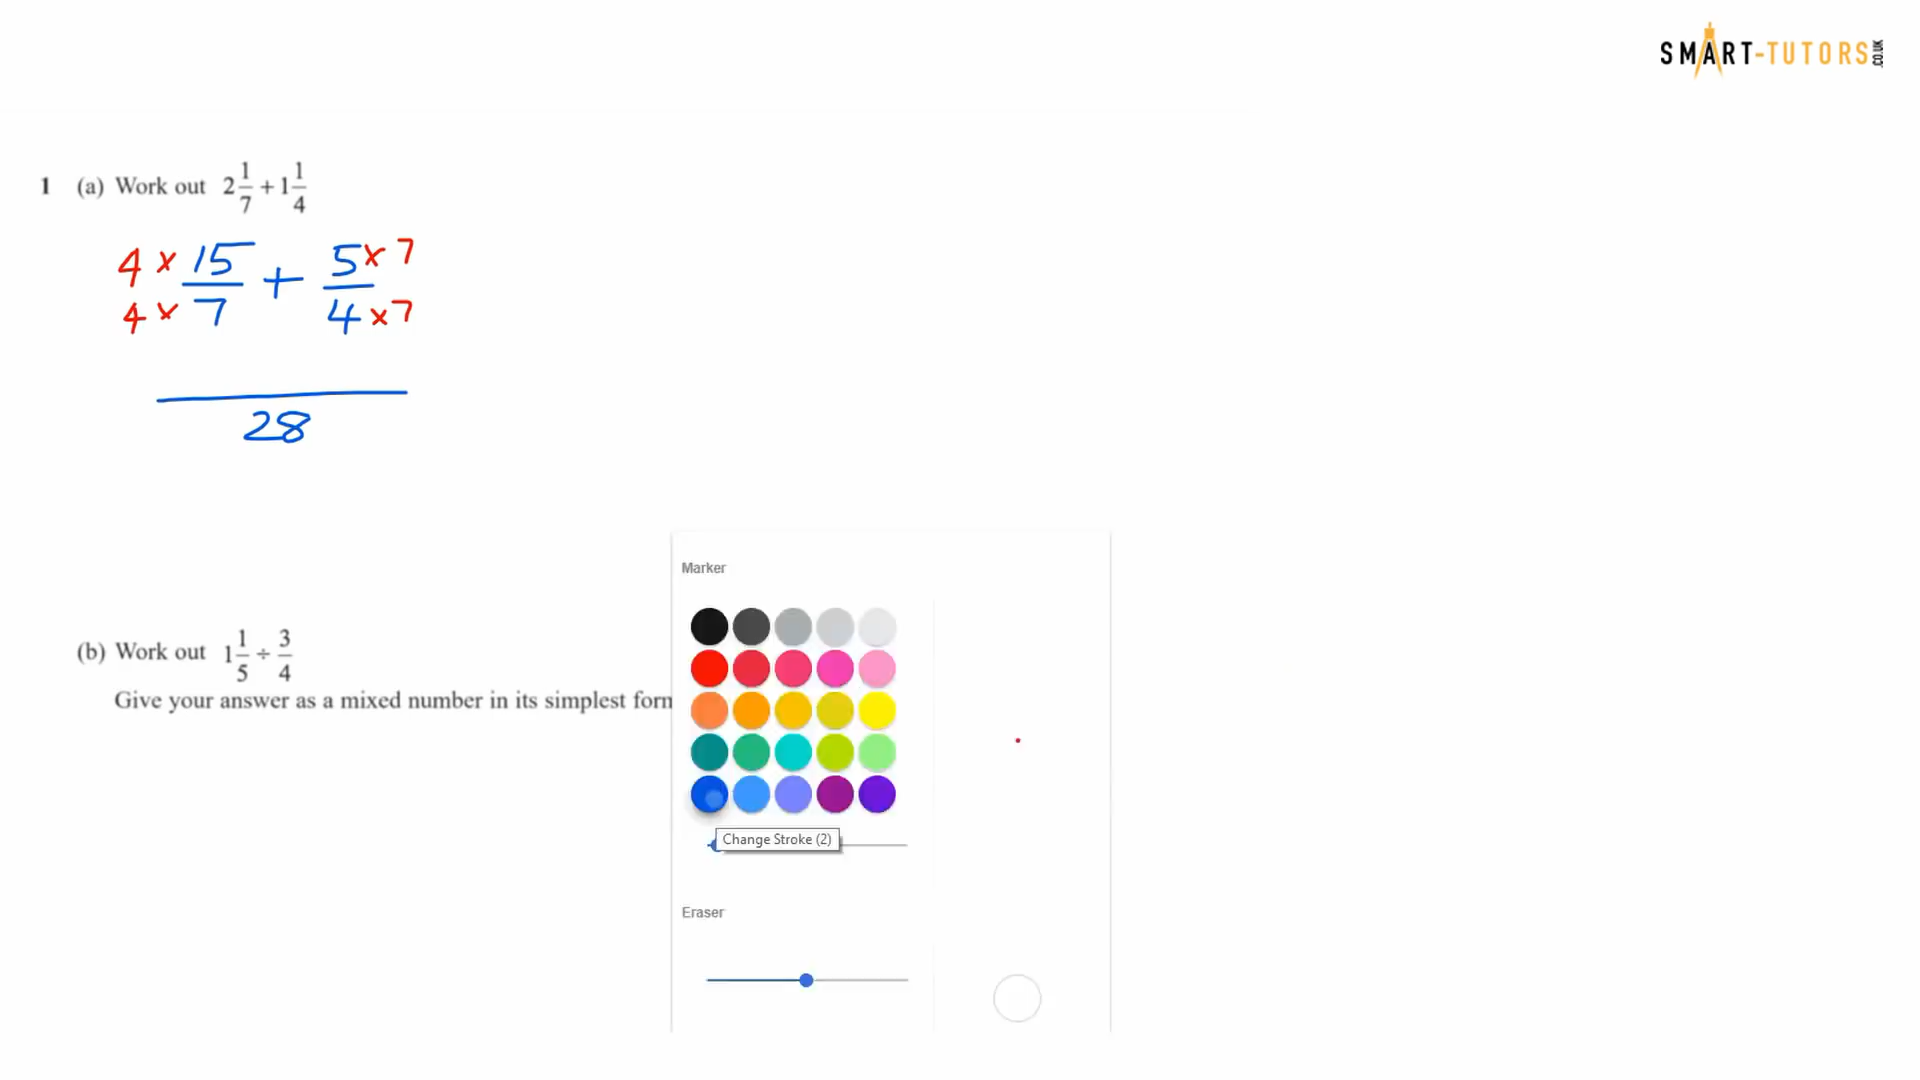 SMART-TUTORS.CO.UK
1 (a) Work out 2 1/7 + 1 1/4
4 × 15/7 + 5/4 × 7
4 × × 7
28
(b) Work out 1 1/5 ÷ 3/4
Give your answer as a mixed number in its simplest form
Marker
Change Stroke (2)
Eraser